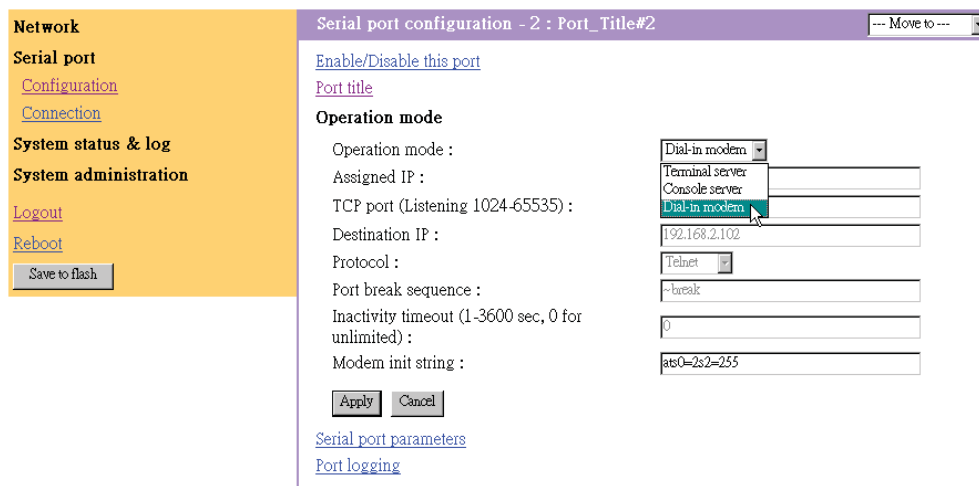 Network
Serial port
Configuration
Connection
System status & log
System administration
Logout
Reboot
Save to flash
Serial port configuration - 2 : Port_Title#2
--- Move to ---
Enable/Disable this port
Port title
Operation mode
Operation mode :
Dial-in modem
Terminal server
Console server
Dial-in modem
Assigned IP :
TCP port (Listening 1024-65535) :
Destination IP :
192.168.2.102
Protocol :
Telnet
Port break sequence :
~break
Inactivity timeout (1-3600 sec, 0 for
unlimited) :
0
Modem init string :
ats0=2s2=255
Apply
Cancel
Serial port parameters
Port logging